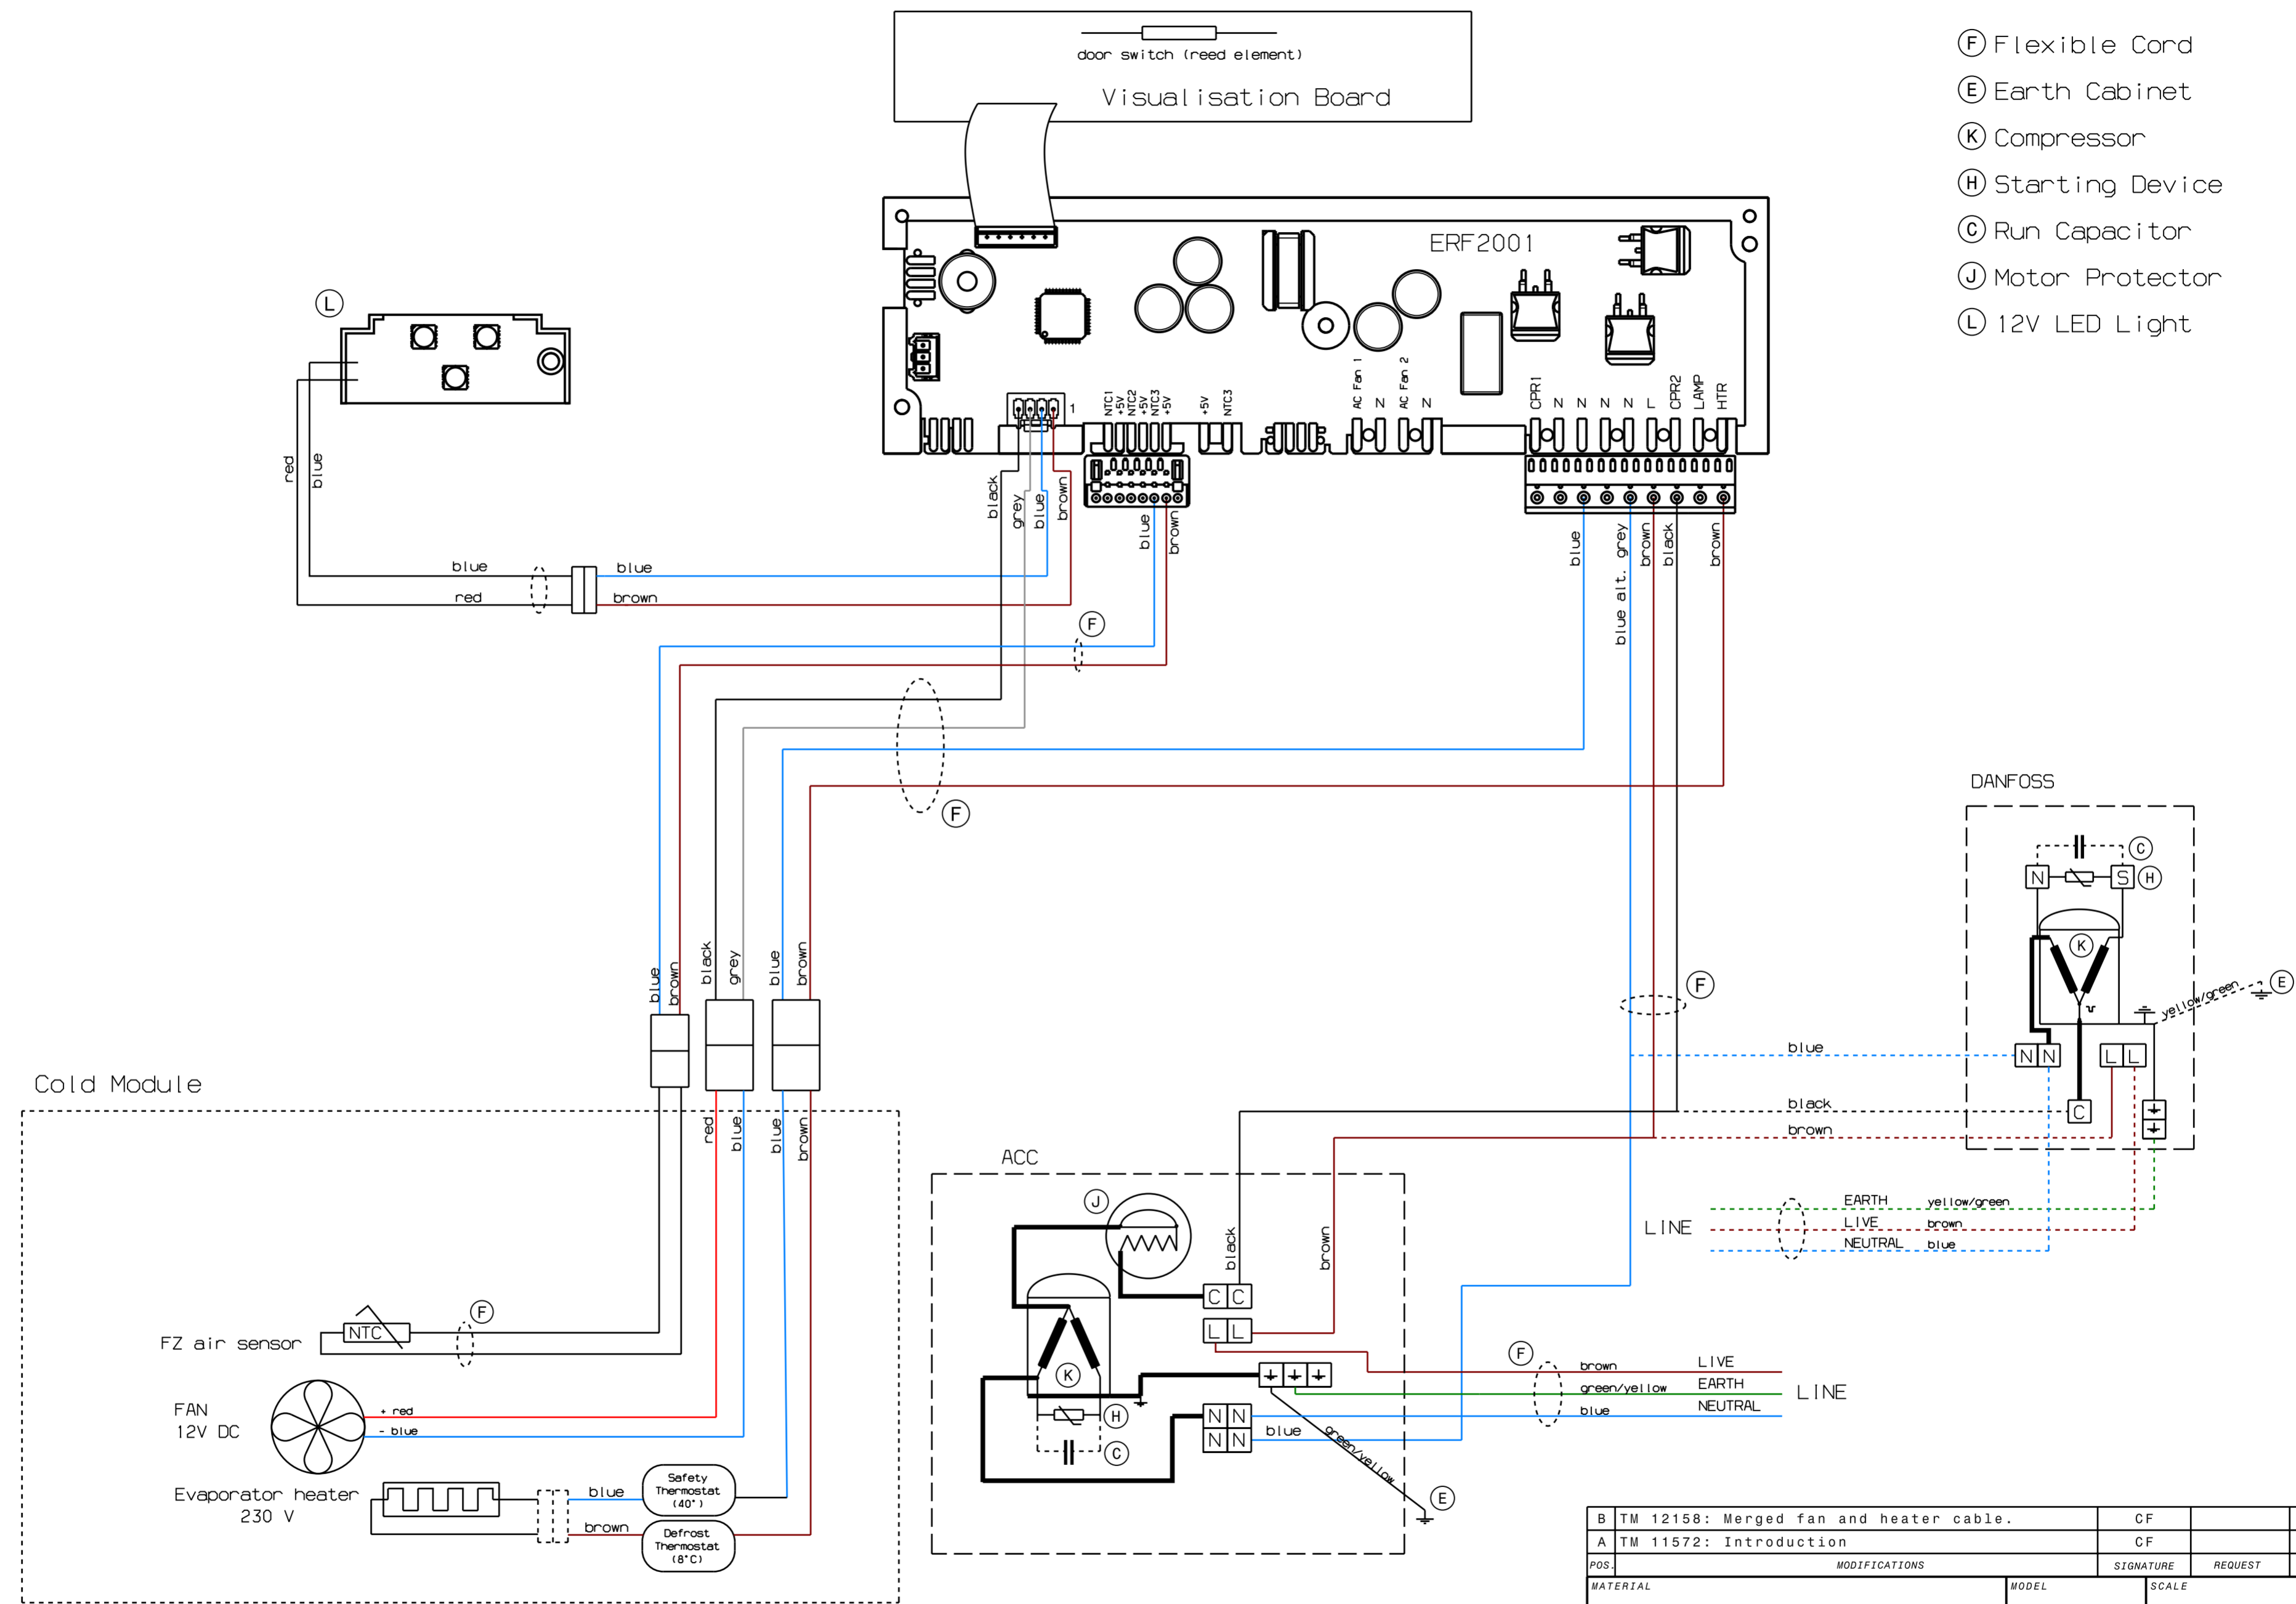 door switch (reed element)
Visualisation Board
F Flexible Cord
E Earth Cabinet
K Compressor
H Starting Device
C Run Capacitor
J Motor Protector
L 12V LED Light
ERF2001
L
1
NTC1
+5V
NTC2
+5V
NTC3
+5V
+5V
NTC3
AC Fan 1
N
AC Fan 2
N
CPR1
N
N
N
N
L
CPR2
LAMP
HTR
red
blue
black
grey
blue
brown
blue
brown
blue
blue alt. grey
brown
black
brown
blue
blue
red
brown
F
F
DANFOSS
C
N
S
H
K
yellow/green
E
F
blue
brown
black
grey
blue
brown
blue
N N
L L
black
C
brown
Cold Module
red
blue
blue
brown
ACC
J
black
brown
EARTH yellow/green
LINE
LIVE brown
NEUTRAL blue
C C
L L
F
NTC
FZ air sensor
F
brown LIVE
green/yellow EARTH
LINE
blue NEUTRAL
K
H
C
N N
N N
blue
green/yellow
E
FAN
12V DC
+ red
- blue
Evaporator heater
230 V
blue
brown
Safety
Thermostat
(40°)
Defrost
Thermostat
(8°C)
B TM 12158: Merged fan and heater cable. CF
A TM 11572: Introduction CF
POS. MODIFICATIONS SIGNATURE REQUEST
MATERIAL MODEL SCALE